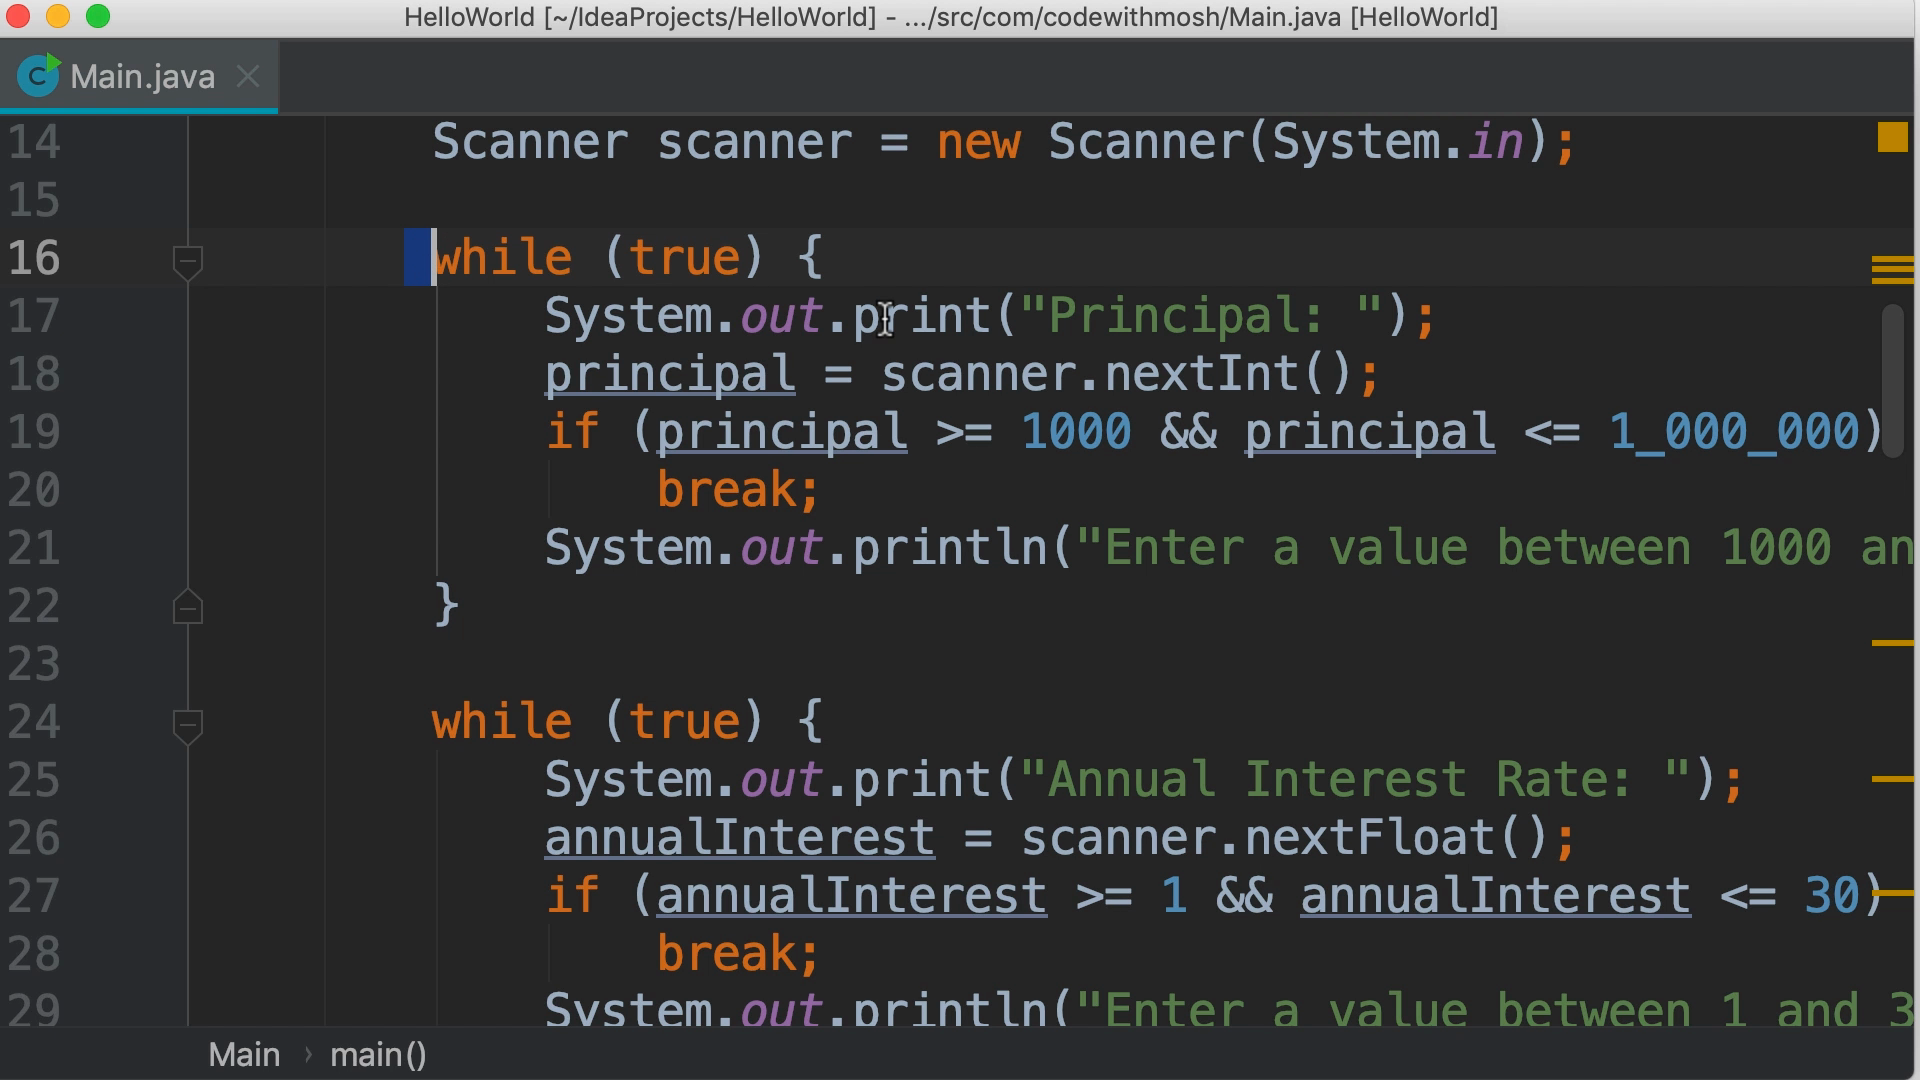 HelloWorld [~/IdeaProjects/HelloWorld] - .../src/com/codewithmosh/Main.java [HelloWorld]
C Main.java
14 Scanner scanner = new Scanner(System.in);
15
16 while (true) {
17 System.out.print("Principal: ");
18 principal = scanner.nextInt();
19 if (principal >= 1000 && principal <= 1_000_000)
20 break;
21 System.out.println("Enter a value between 1000 an
22 }
23
24 while (true) {
25 System.out.print("Annual Interest Rate: ");
26 annualInterest = scanner.nextFloat();
27 if (annualInterest >= 1 && annualInterest <= 30)
28 break;
29 System.out.println("Enter a value between 1 and 3
Main › main()